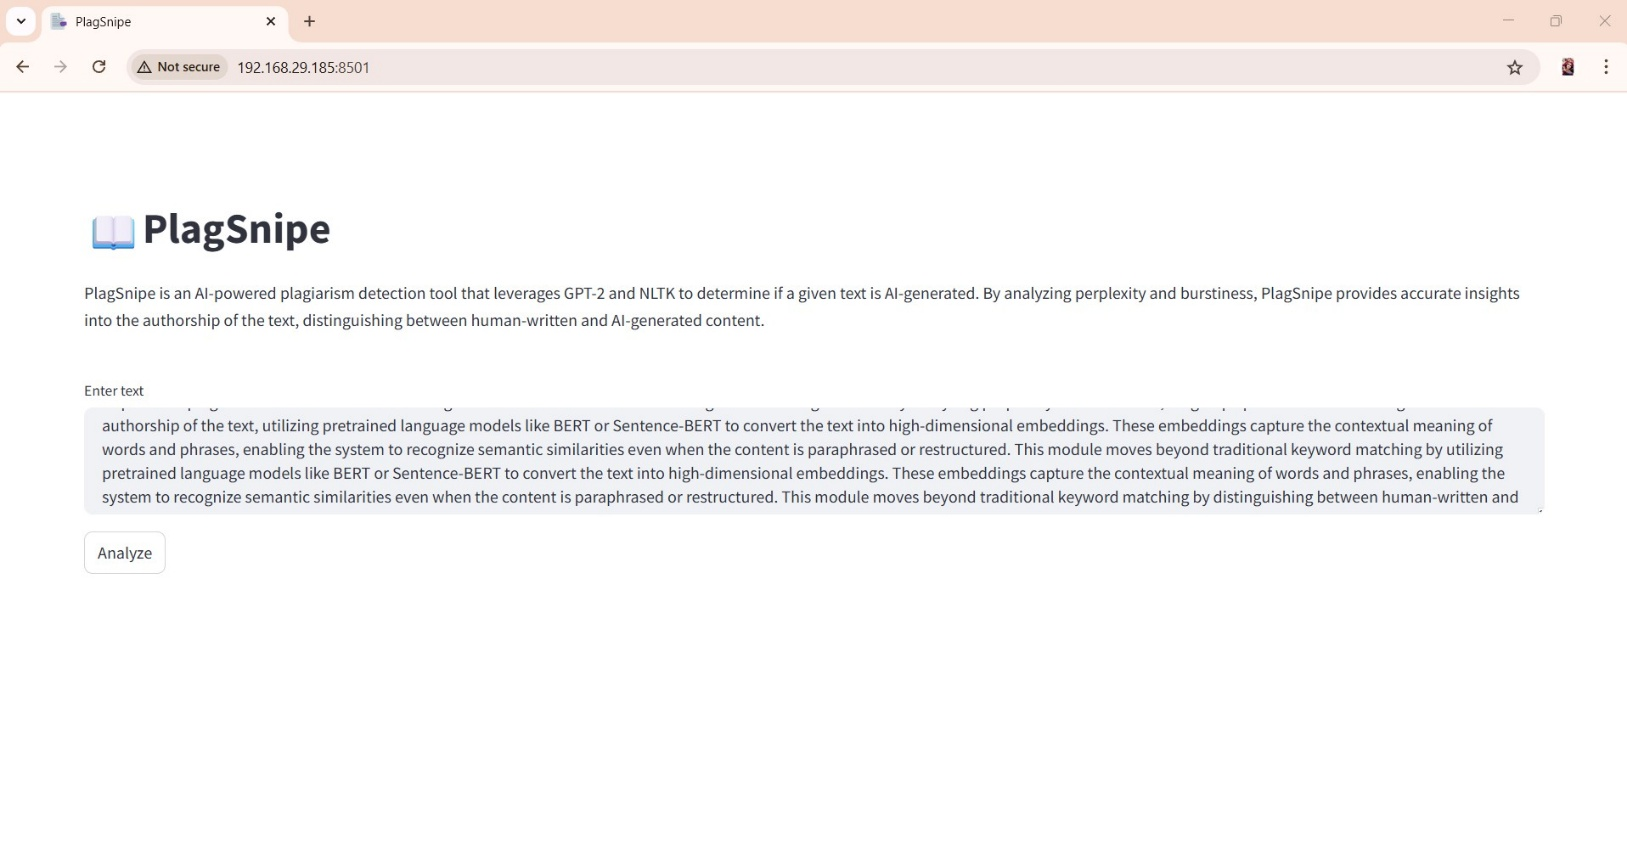 PlagSnipe
Not secure
192.168.29.185:8501
PlagSnipe
PlagSnipe is an AI-powered plagiarism detection tool that leverages GPT-2 and NLTK to determine if a given text is AI-generated. By analyzing perplexity and burstiness, PlagSnipe provides accurate insights
into the authorship of the text, distinguishing between human-written and AI-generated content.
Enter text
authorship of the text, utilizing pretrained language models like BERT or Sentence-BERT to convert the text into high-dimensional embeddings. These embeddings capture the contextual meaning of
words and phrases, enabling the system to recognize semantic similarities even when the content is paraphrased or restructured. This module moves beyond traditional keyword matching by utilizing
pretrained language models like BERT or Sentence-BERT to convert the text into high-dimensional embeddings. These embeddings capture the contextual meaning of words and phrases, enabling the
system to recognize semantic similarities even when the content is paraphrased or restructured. This module moves beyond traditional keyword matching by distinguishing between human-written and
Analyze